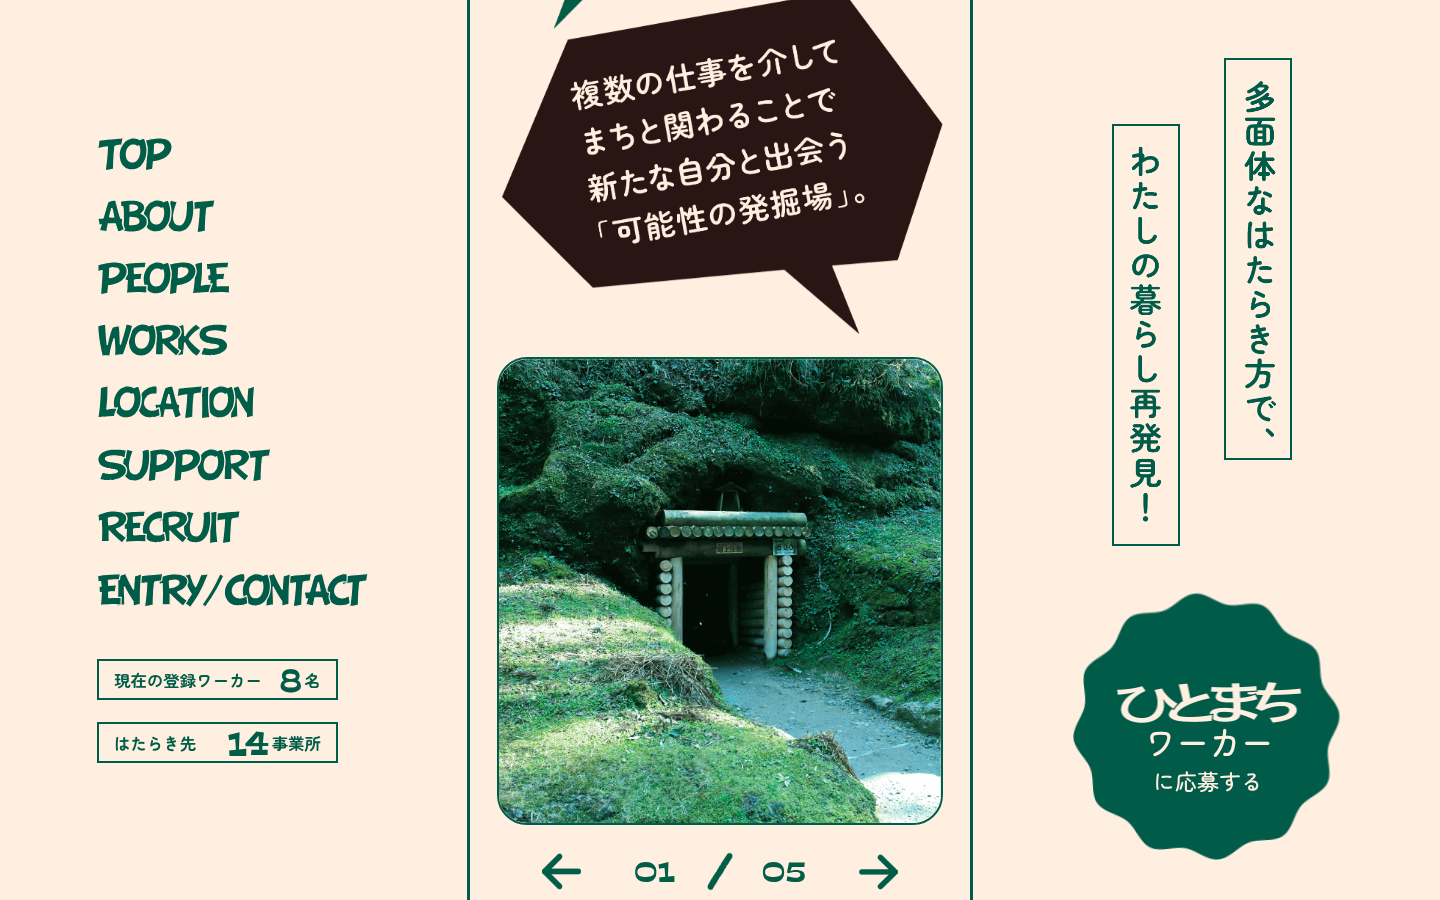 TOP
ABOUT
PEOPLE
WORKS
LOCATION
SUPPORT
RECRUIT
ENTRY/CONTACT
現在の登録ワーカー 8名
はたらき先 14事業所
複数の仕事を介して
まちと関わることで
新たな自分と出会う
「可能性の発掘場」。
01 / 05
多面体なはたらき方で、
わたしの暮らし再発見！
ひとまち
ワーカー
に応募する